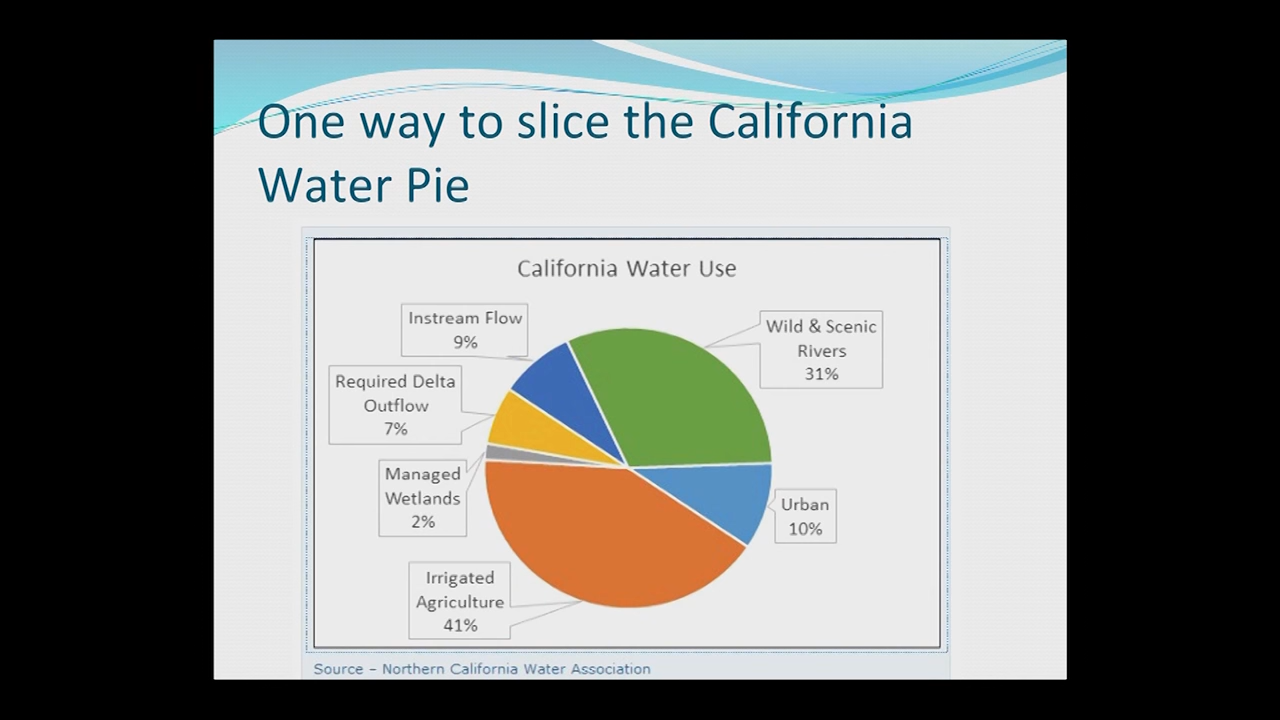 One way to slice the California
Water Pie
California Water Use
Instream Flow
9%
Wild & Scenic
Rivers
31%
Required Delta
Outflow
7%
Managed
Wetlands
2%
Urban
10%
Irrigated
Agriculture
41%
Source – Northern California Water Association